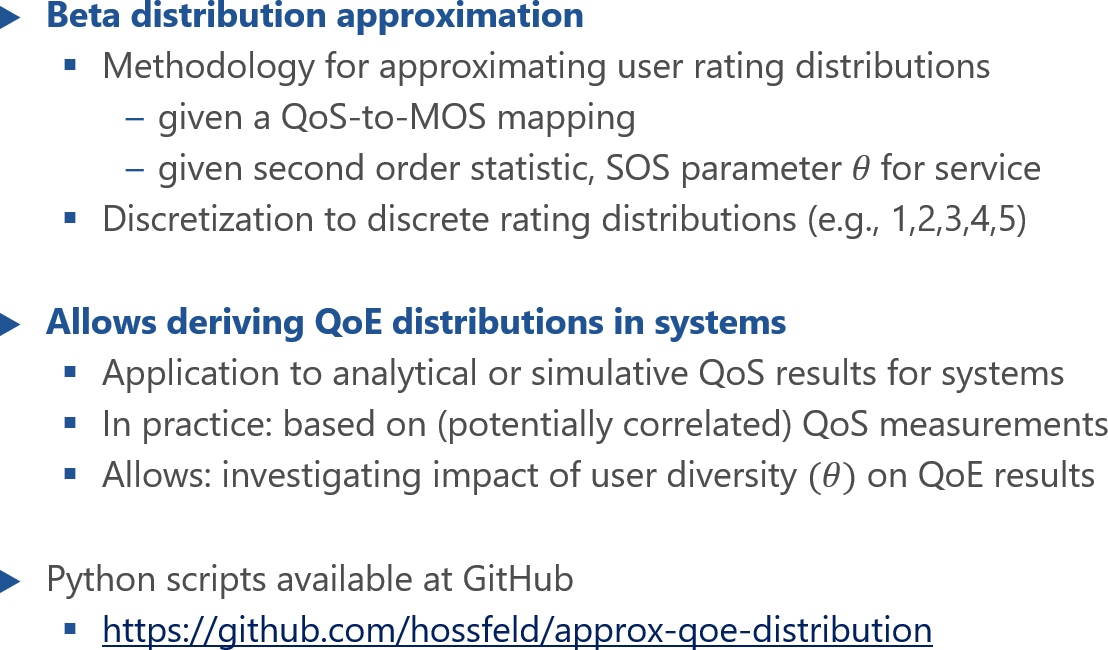 Beta distribution approximation
Methodology for approximating user rating distributions
– given a QoS-to-MOS mapping
– given second order statistic, SOS parameter θ for service
Discretization to discrete rating distributions (e.g., 1,2,3,4,5)
Allows deriving QoE distributions in systems
Application to analytical or simulative QoS results for systems
In practice: based on (potentially correlated) QoS measurements
Allows: investigating impact of user diversity (θ) on QoE results
Python scripts available at GitHub
https://github.com/hossfeld/approx-qoe-distribution